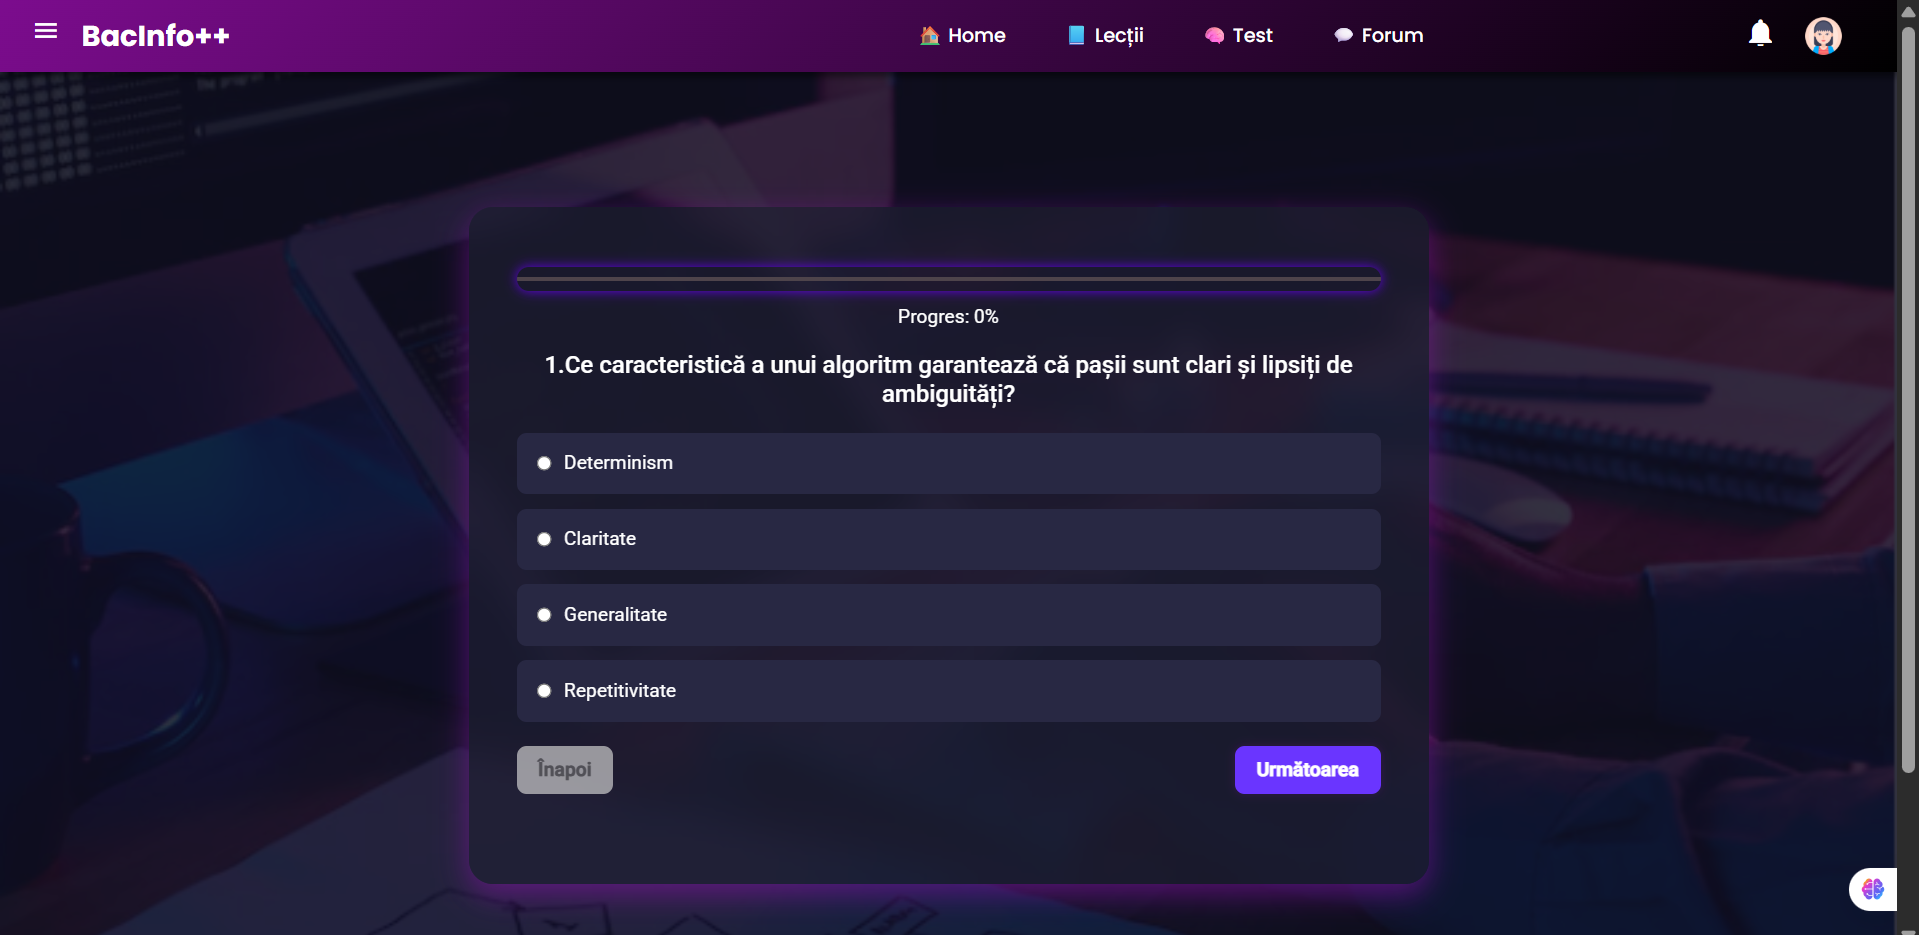 BacInfo++
Home
Lecții
Test
Forum
Progres: 0%
1.Ce caracteristică a unui algoritm garantează că pașii sunt clari și lipsiți de
ambiguități?
Determinism
Claritate
Generalitate
Repetitivitate
Înapoi
Următoarea